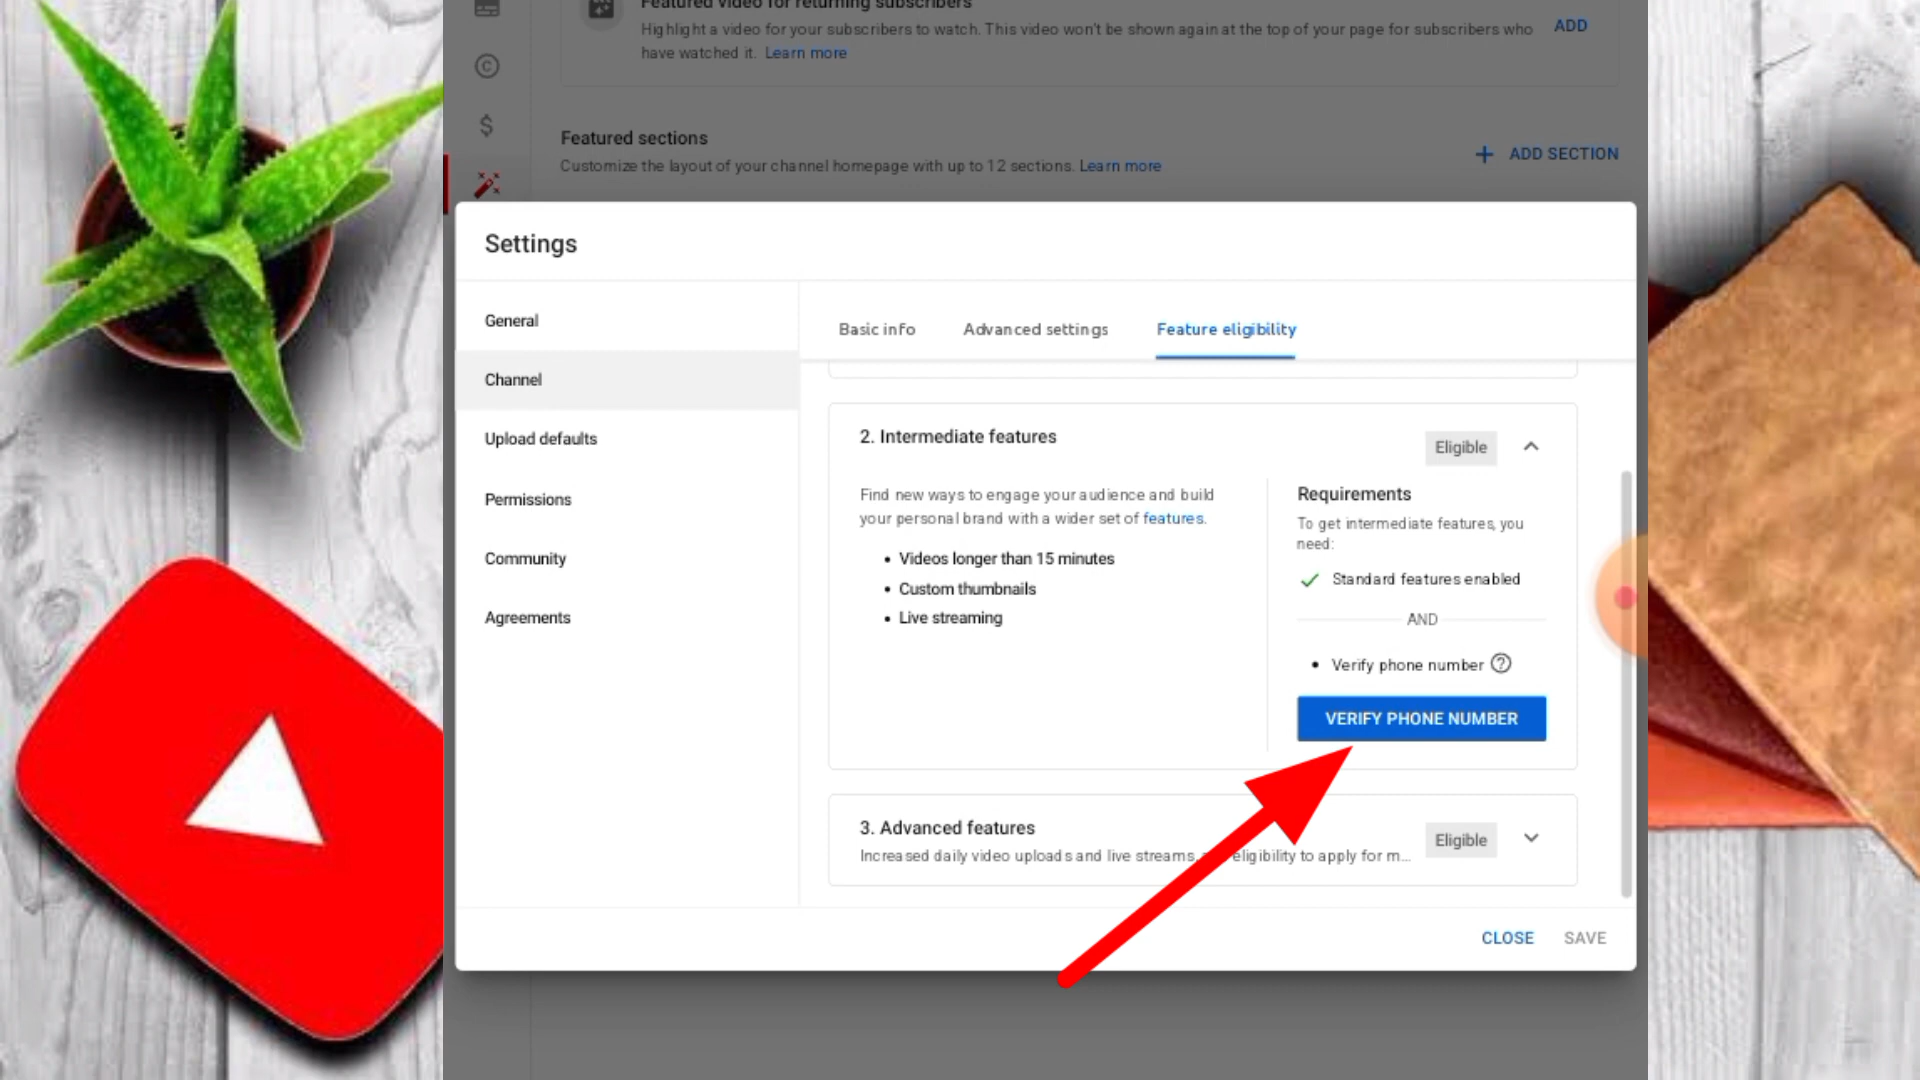 Featured video for returning subscribers
Highlight a video for your subscribers to watch. This video won't be shown again at the top of your page for subscribers who
have watched it. Learn more
ADD
Featured sections
Customize the layout of your channel homepage with up to 12 sections. Learn more
+ ADD SECTION
Settings
General
Channel
Upload defaults
Permissions
Community
Agreements
Basic info
Advanced settings
Feature eligibility
2. Intermediate features
Eligible
Find new ways to engage your audience and build
your personal brand with a wider set of features.
• Videos longer than 15 minutes
• Custom thumbnails
• Live streaming
Requirements
To get intermediate features, you
need:
Standard features enabled
AND
• Verify phone number
VERIFY PHONE NUMBER
3. Advanced features
Increased daily video uploads and live streams, eligibility to apply for m...
Eligible
CLOSE
SAVE